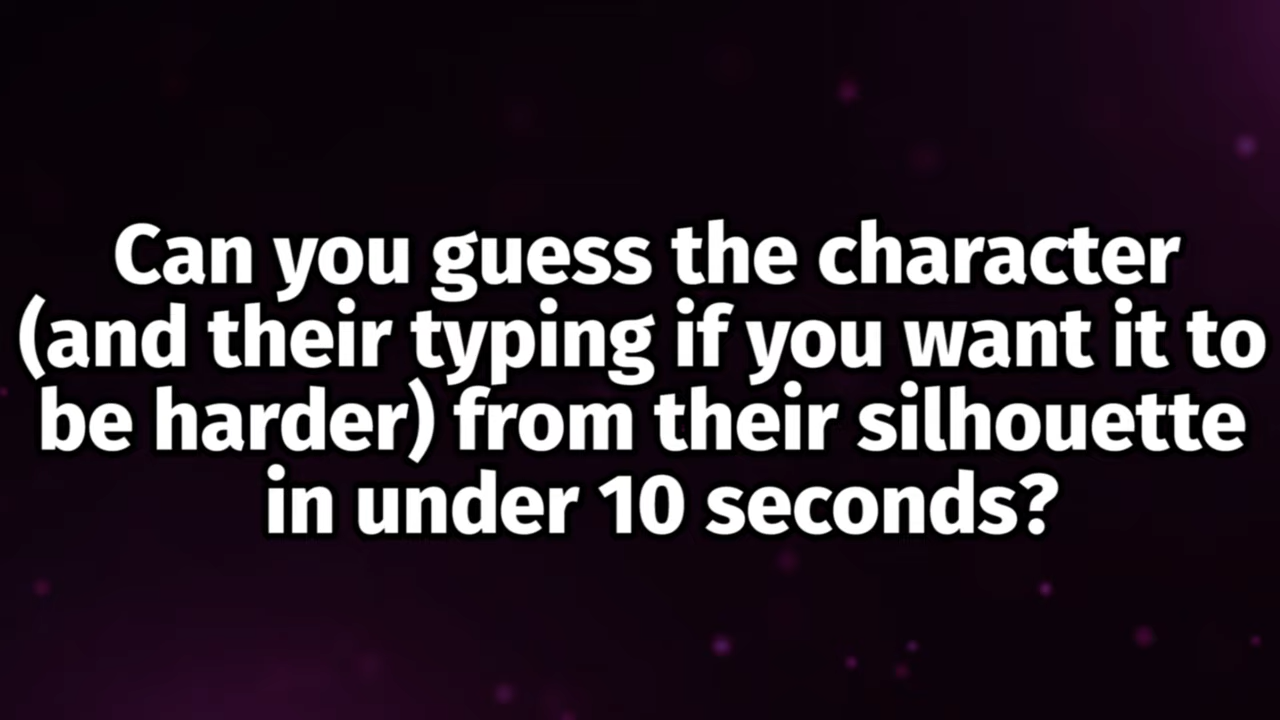 Can you guess the character
(and their typing if you want it to
be harder) from their silhouette
in under 10 seconds?